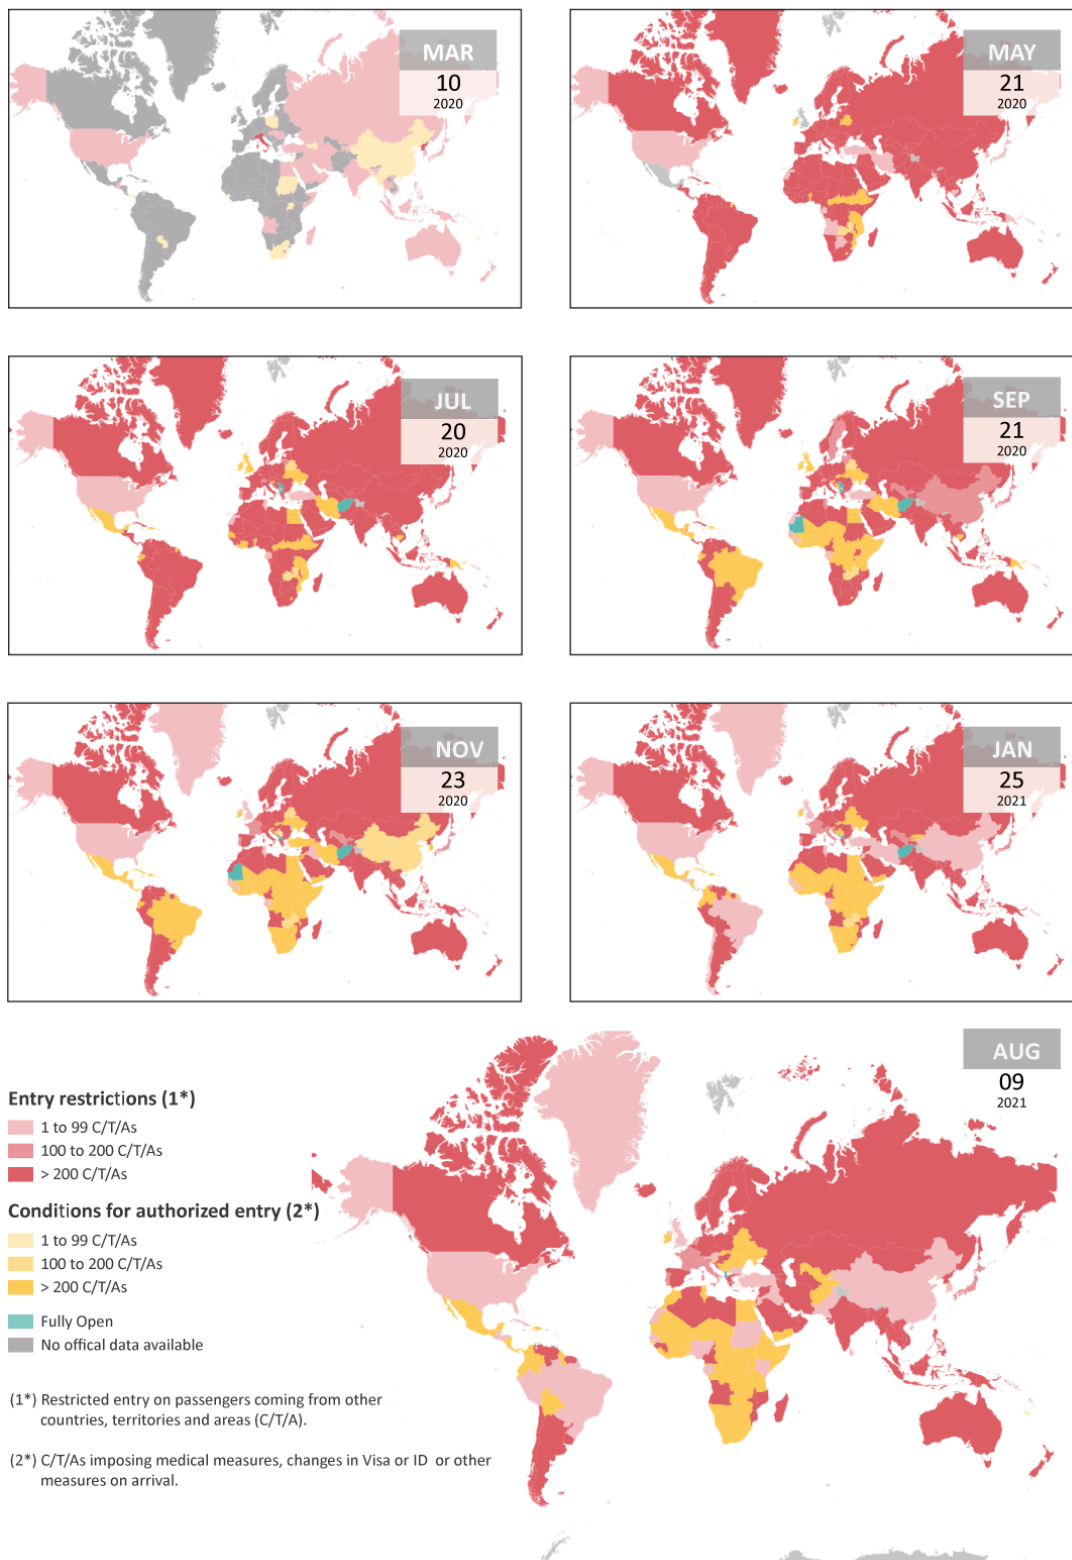 MAR
10
2020
MAY
21
2020
JUL
20
2020
SEP
21
2020
NOV
23
2020
JAN
25
2021
AUG
09
2021
Entry restrictions (1*)
1 to 99 C/T/As
100 to 200 C/T/As
> 200 C/T/As
Conditions for authorized entry (2*)
1 to 99 C/T/As
100 to 200 C/T/As
> 200 C/T/As
Fully Open
No offical data available
(1*) Restricted entry on passengers coming from other
countries, territories and areas (C/T/A).
(2*) C/T/As imposing medical measures, changes in Visa or ID or other
measures on arrival.